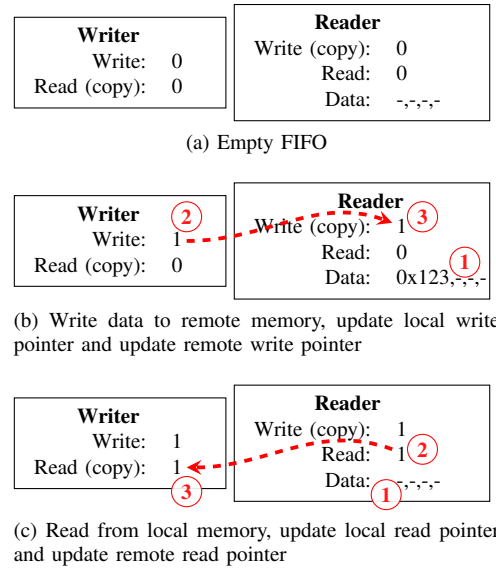 Writer
Write: 0
Read (copy): 0
Reader
Write (copy): 0
Read: 0
Data: -,-,-,-
(a) Empty FIFO
Writer
2
Write: 1
Read (copy): 0
Reader
Write (copy): 1
3
Read: 0
1
Data: 0x123,-,-,-
(b) Write data to remote memory, update local write
pointer and update remote write pointer
Writer
Write: 1
Read (copy): 1
3
Reader
Write (copy): 1
Read: 1
2
Data: -,-,-,-
1
(c) Read from local memory, update local read pointer
and update remote read pointer